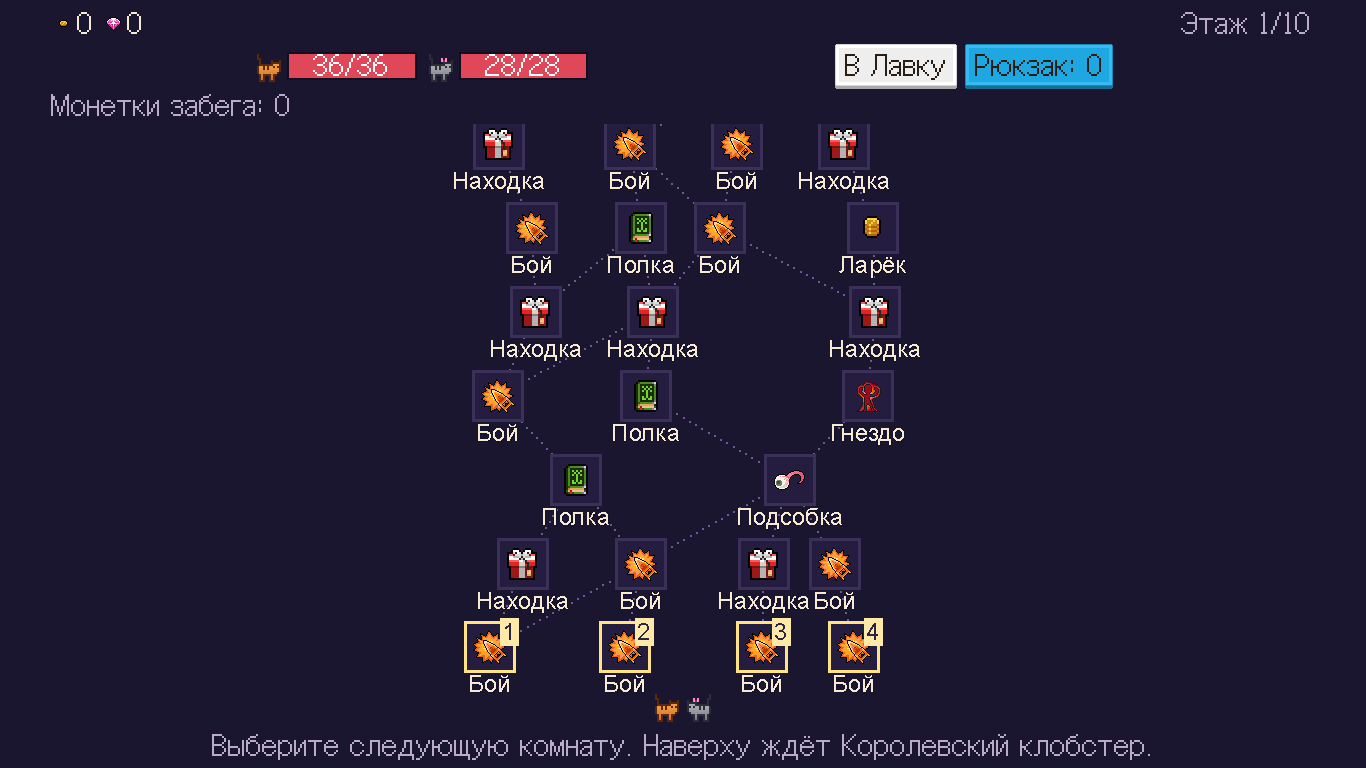 0 0
Этаж 1/10
36/36 28/28
В Лавку Рюкзак: 0
Монетки забега: 0
Находка Бой Бой Находка
Бой Полка Бой Ларёк
Находка Находка Находка
Бой Полка Гнездо
Полка Подсобка
Находка Бой Находка Бой
1 2 3 4
Бой Бой Бой Бой
Выберите следующую комнату. Наверху ждёт Королевский клобстер.